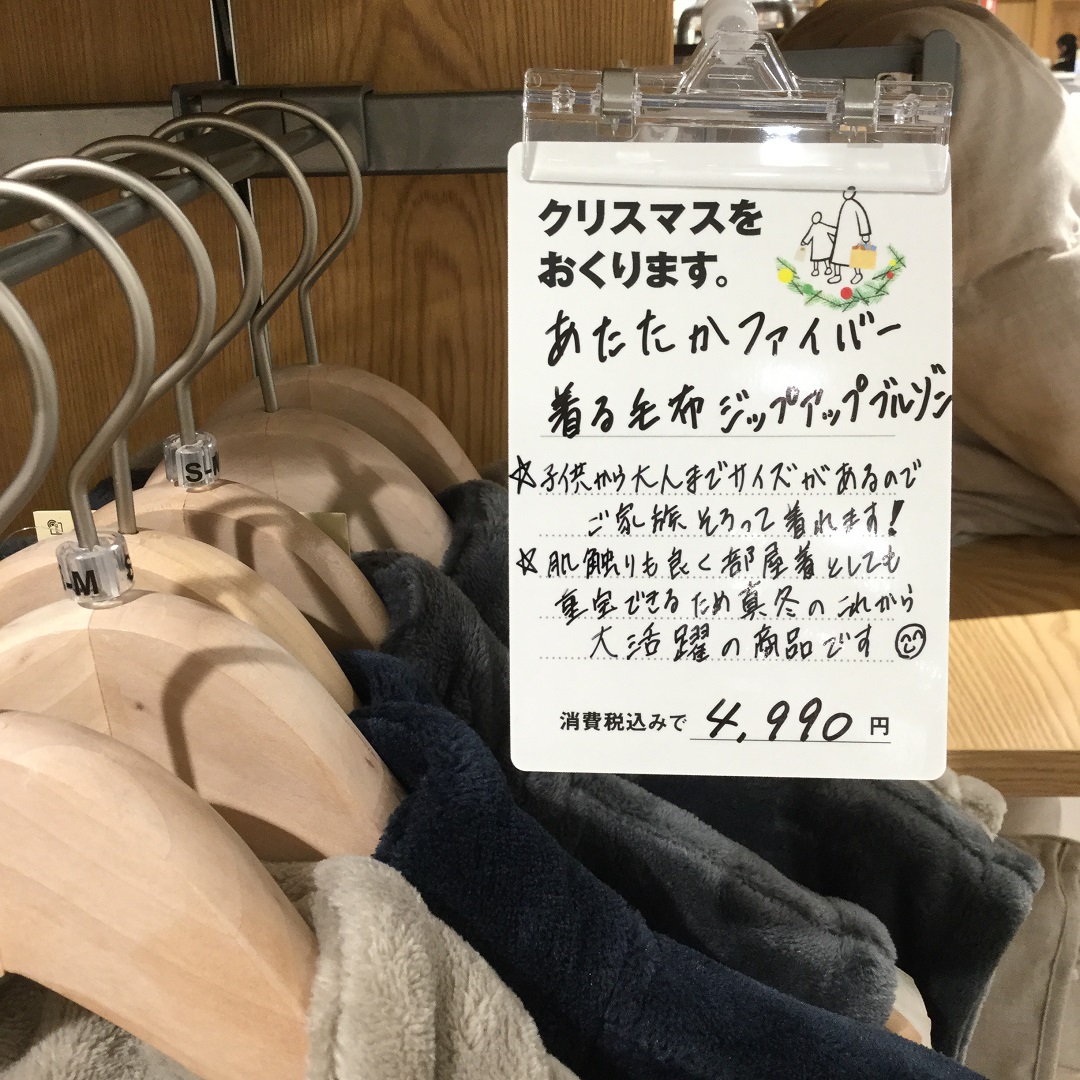 クリスマスを
おくります。
あたたかファイバー
着る毛布ジップアップブルゾン
☆子供から大人までサイズがあるので
ご家族そろって着れます!
☆肌触りも良く部屋着としても
重宝できるため真冬のこれから
大活躍の商品です
消費税込みで 4,990 円
S-M
-M
S